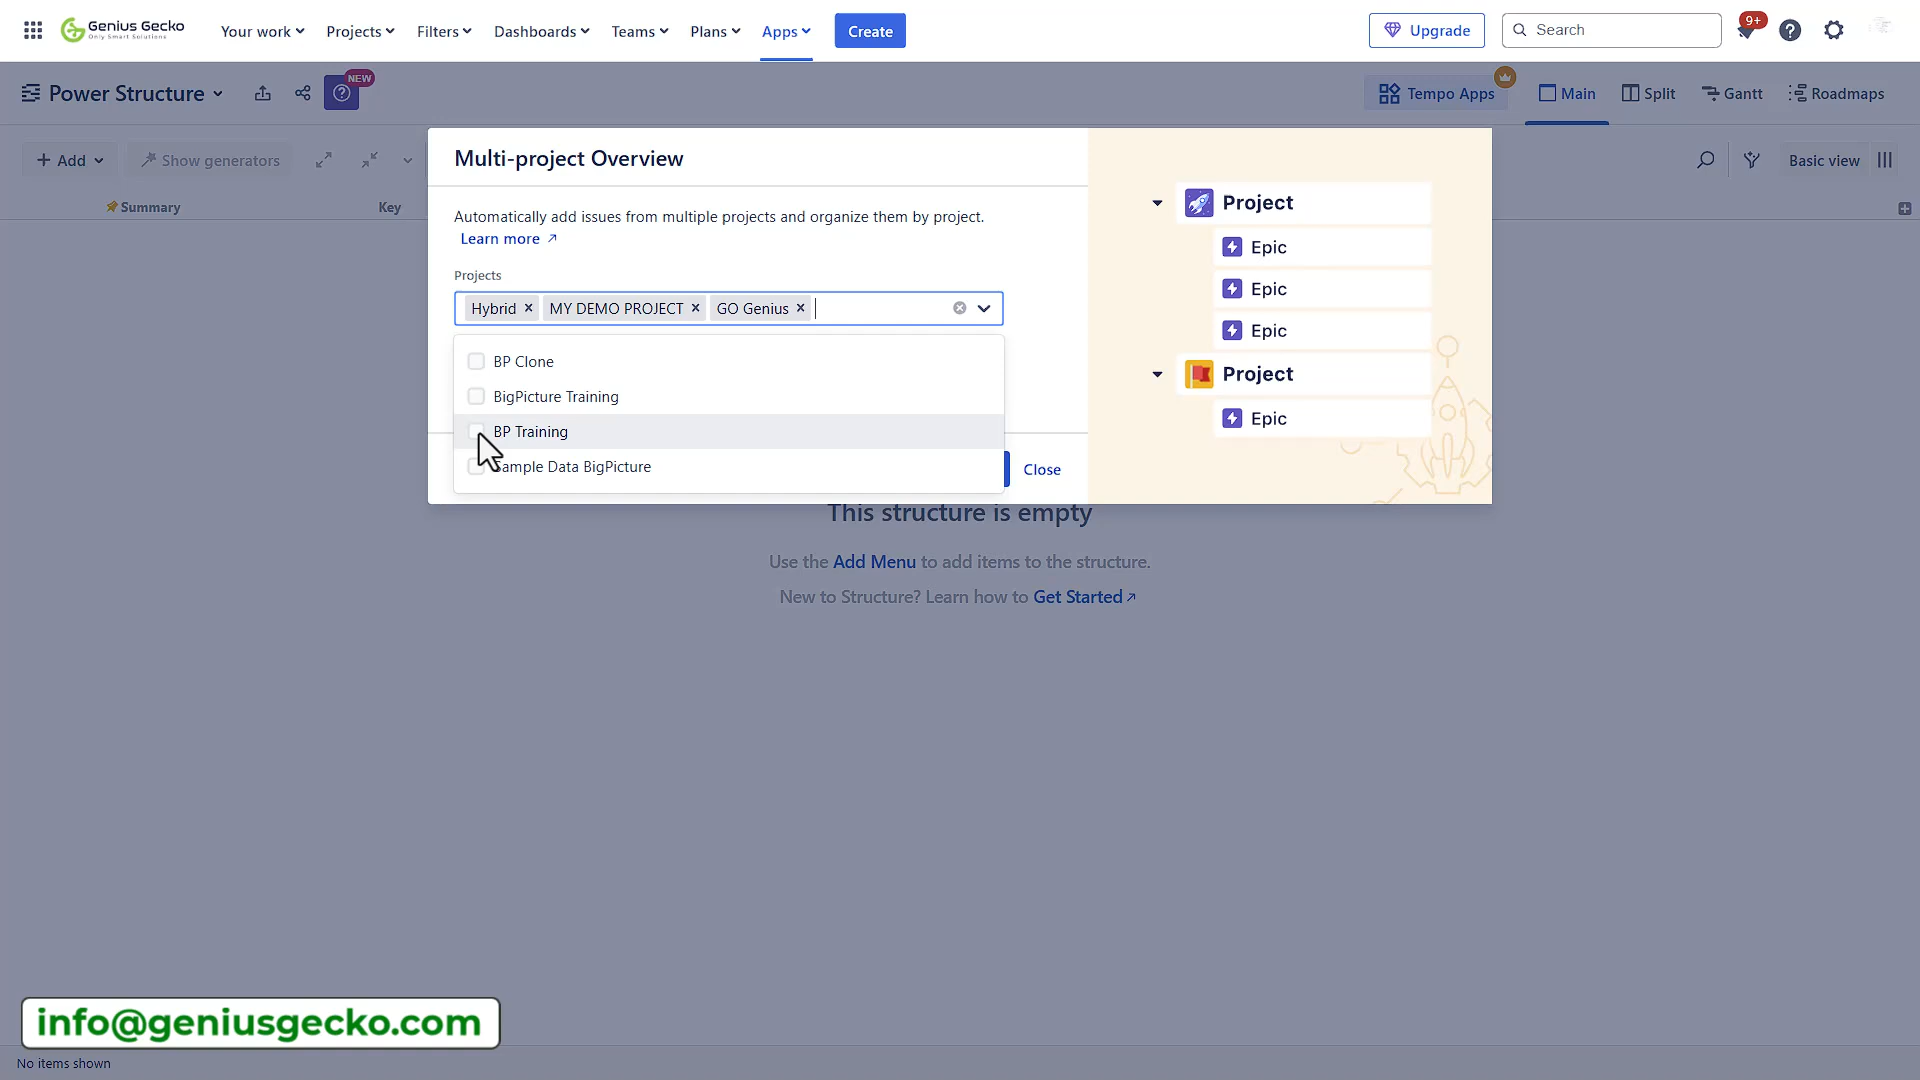 Genius Gecko
Only Smart Solutions
Your work
Projects
Filters
Dashboards
Teams
Plans
Apps
Create
Upgrade
Search
9+
Power Structure
NEW
Tempo Apps
Main
Split
Gantt
Roadmaps
Add
Show generators
Basic view
Summary
Key
Multi-project Overview
Automatically add issues from multiple projects and organize them by project.
Learn more
Projects
Hybrid
MY DEMO PROJECT
GO Genius
BP Clone
BigPicture Training
BP Training
Sample Data BigPicture
Close
Project
Epic
Epic
Epic
Project
Epic
This structure is empty
Use the Add Menu to add items to the structure.
New to Structure? Learn how to Get Started
info@geniusgecko.com
No items shown